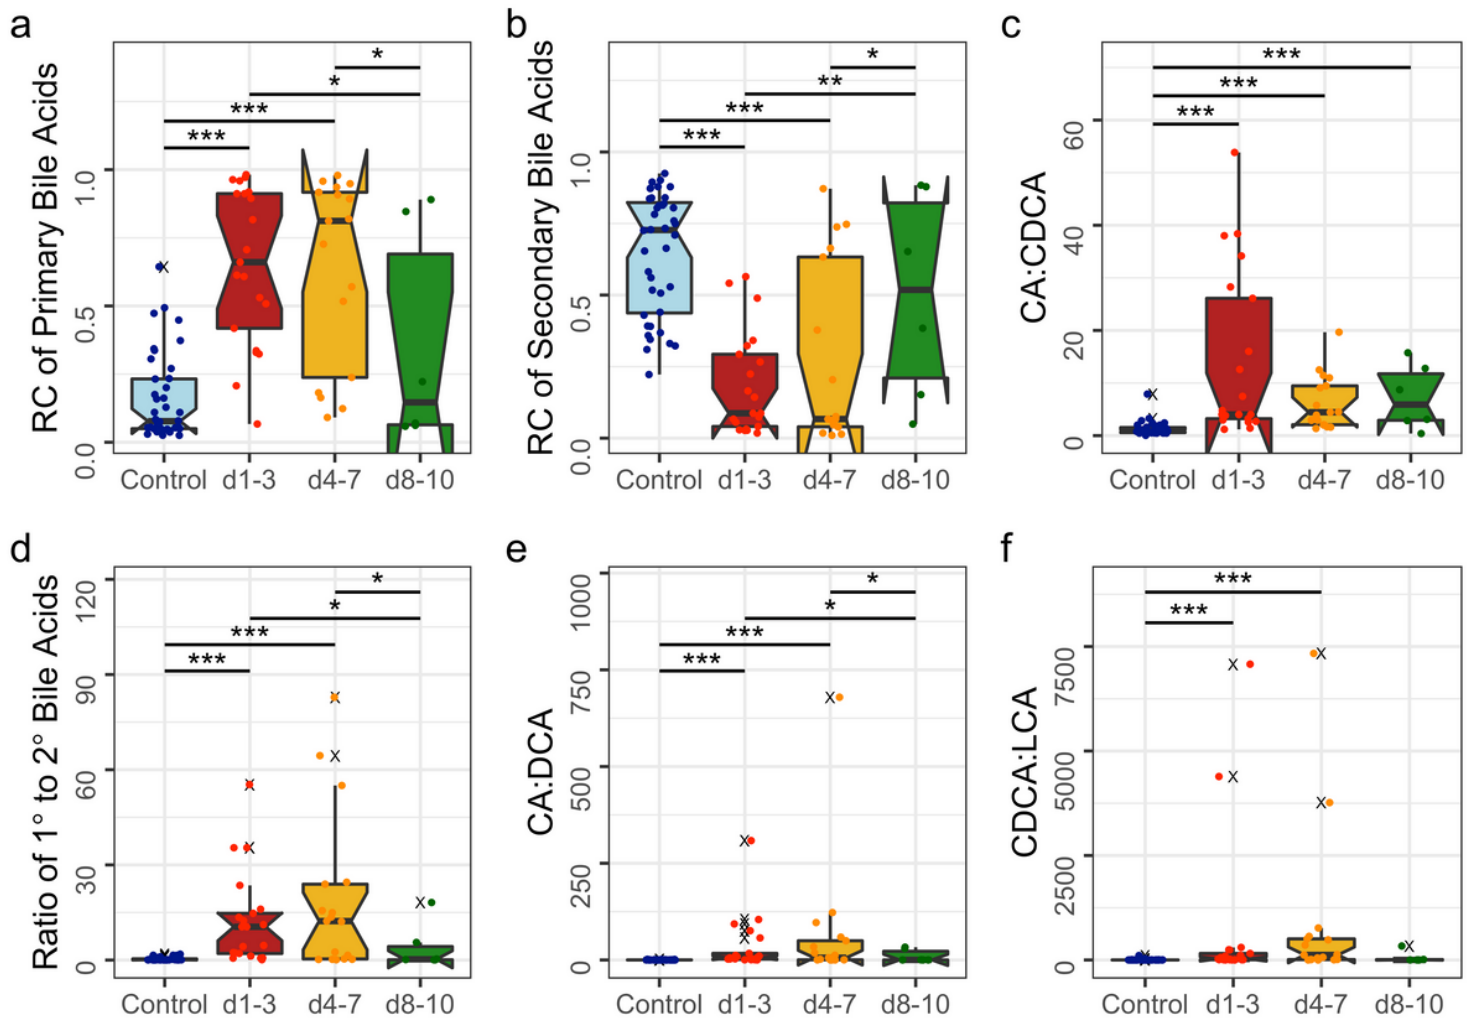 a
RC of Primary Bile Acids
0.0
0.5
1.0
*
*
***
***
X
Control
d1-3
d4-7
d8-10
b
RC of Secondary Bile Acids
0.0
0.5
1.0
*
**
***
***
Control
d1-3
d4-7
d8-10
c
CA:CDCA
0
20
40
60
***
***
***
Control
d1-3
d4-7
d8-10
d
Ratio of 1° to 2° Bile Acids
0
30
60
90
120
*
*
***
***
Control
d1-3
d4-7
d8-10
e
CA:DCA
0
250
500
750
1000
*
*
***
***
Control
d1-3
d4-7
d8-10
f
CDCA:LCA
0
2500
5000
7500
***
***
Control
d1-3
d4-7
d8-10